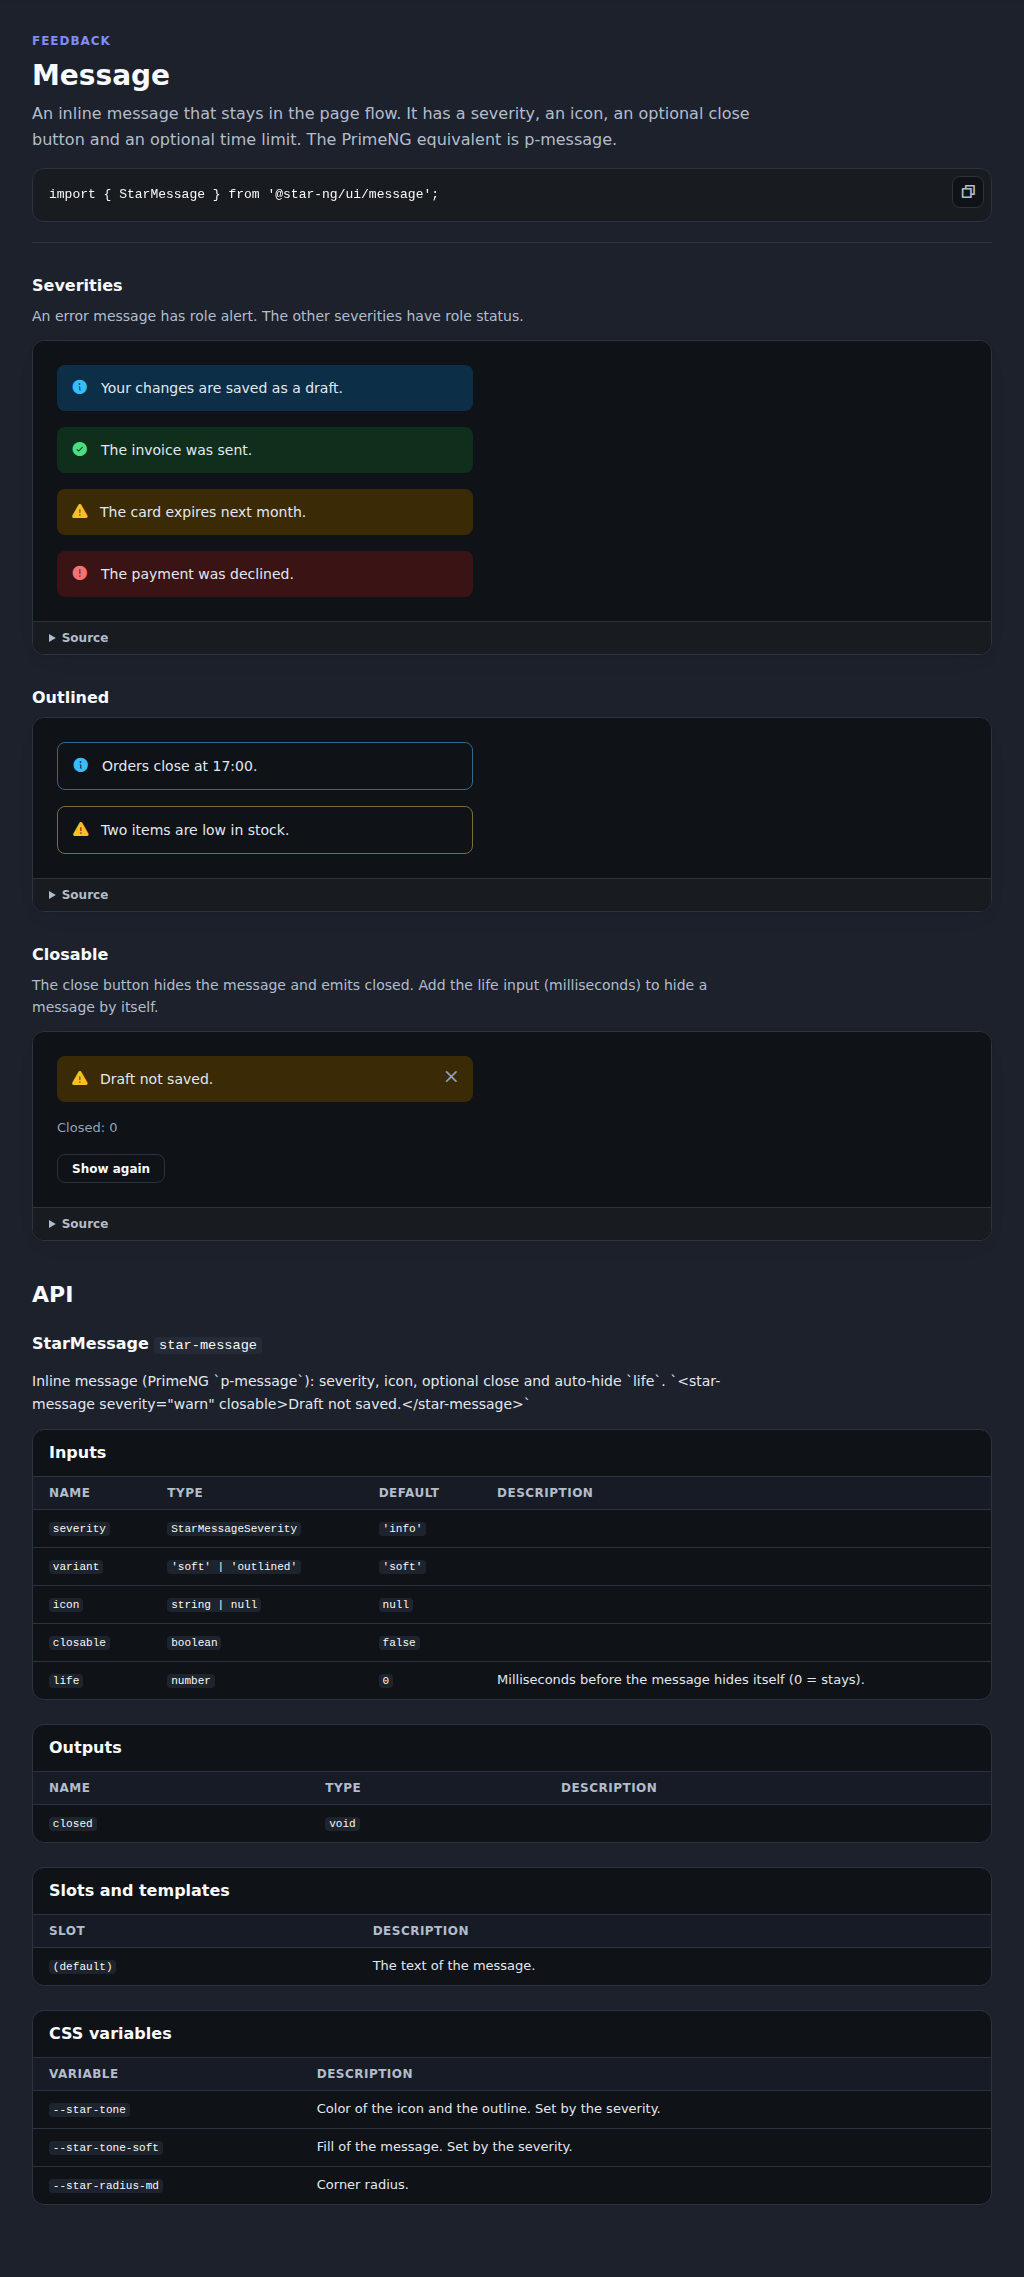 FEEDBACK
Message
An inline message that stays in the page flow. It has a severity, an icon, an optional close
button and an optional time limit. The PrimeNG equivalent is p-message.
import { StarMessage } from '@star-ng/ui/message';
Severities
An error message has role alert. The other severities have role status.
Your changes are saved as a draft.
The invoice was sent.
The card expires next month.
The payment was declined.
Source
Outlined
Orders close at 17:00.
Two items are low in stock.
Source
Closable
The close button hides the message and emits closed. Add the life input (milliseconds) to hide a
message by itself.
Draft not saved.
Closed: 0
Show again
Source
API
StarMessage star-message
Inline message (PrimeNG `p-message`): severity, icon, optional close and auto-hide `life`. `<star-
message severity="warn" closable>Draft not saved.</star-message>`
Inputs
NAME TYPE DEFAULT DESCRIPTION
severity StarMessageSeverity 'info'
variant 'soft' | 'outlined' 'soft'
icon string | null null
closable boolean false
life number 0 Milliseconds before the message hides itself (0 = stays).
Outputs
NAME TYPE DESCRIPTION
closed void
Slots and templates
SLOT DESCRIPTION
(default) The text of the message.
CSS variables
VARIABLE DESCRIPTION
--star-tone Color of the icon and the outline. Set by the severity.
--star-tone-soft Fill of the message. Set by the severity.
--star-radius-md Corner radius.